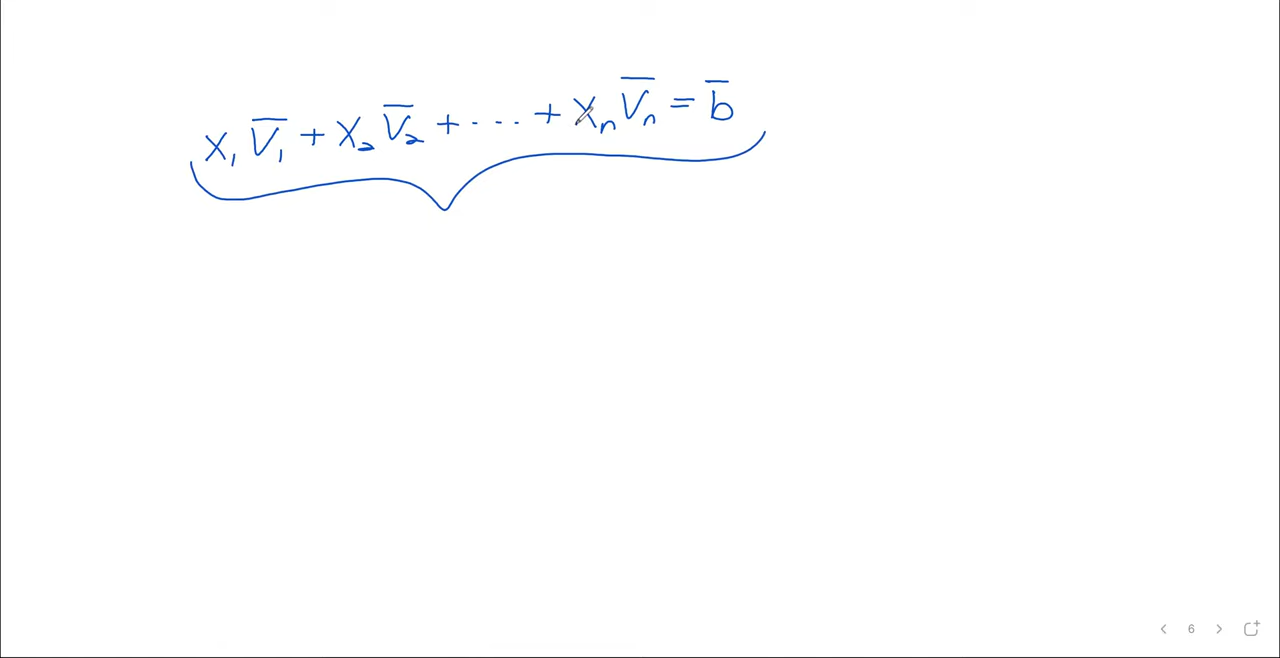 x₁v̅₁ + x₂v̅₂ + ... + xₙv̅ₙ = b̅
6